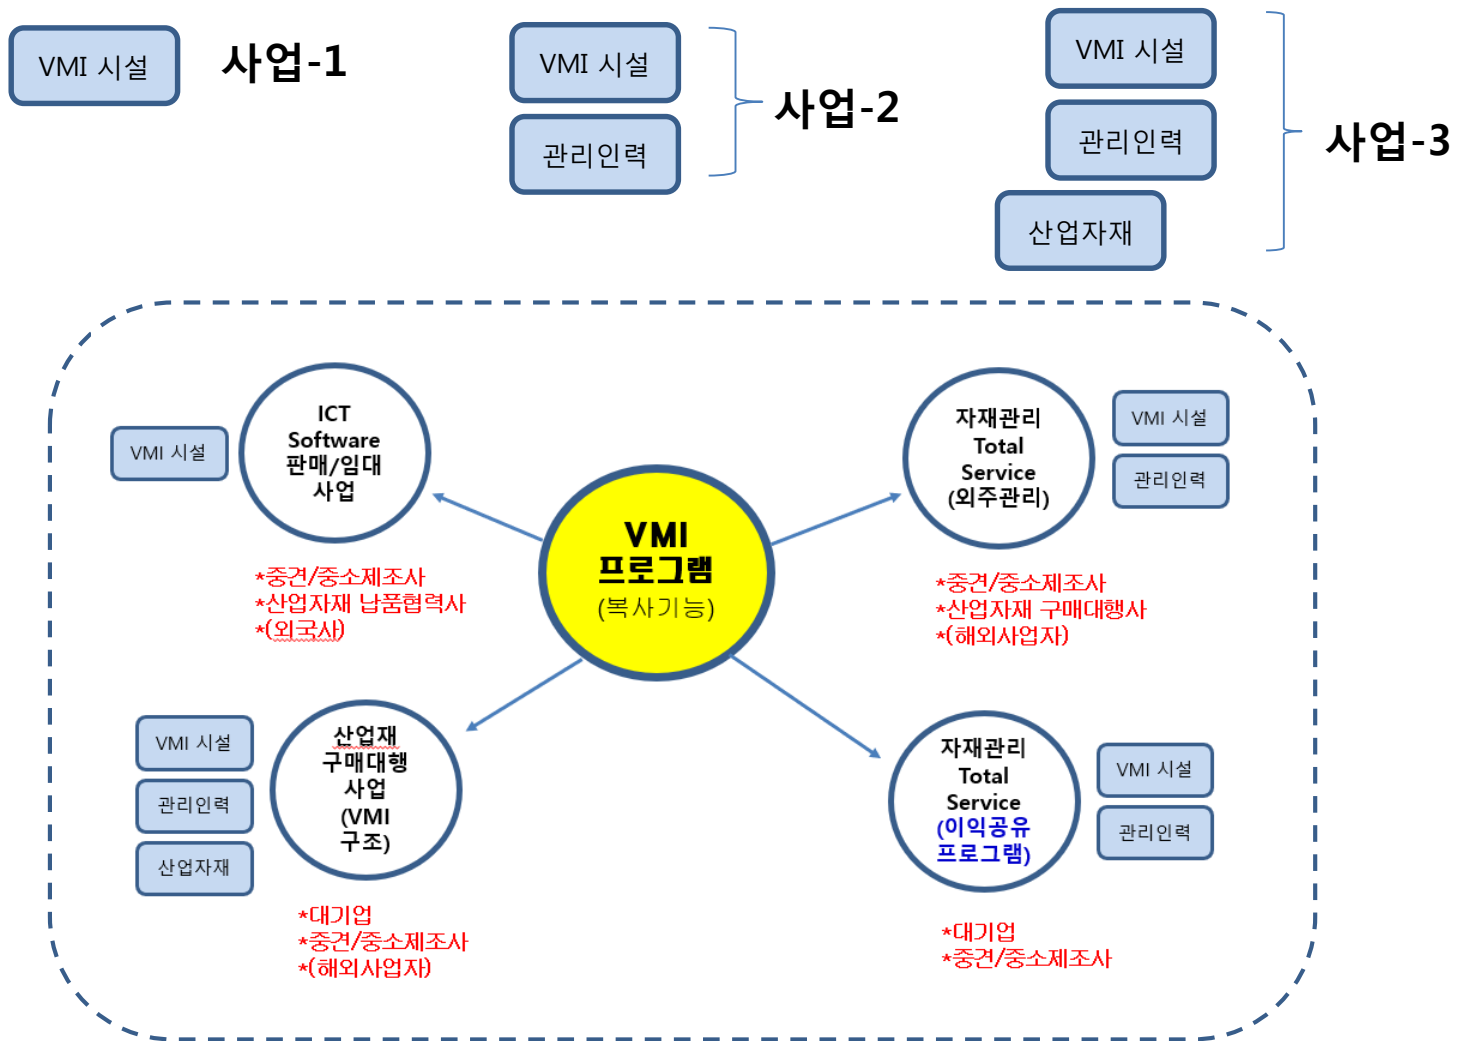 VMI 시설
사업-1
VMI 시설
관리인력
사업-2
VMI 시설
관리인력
산업자재
사업-3
VMI 시설
ICT
Software
판매/임대
사업
*중견/중소제조사
*산업자재 납품협력사
*(외국사)
자재관리
Total
Service
(외주관리)
VMI 시설
관리인력
*중견/중소제조사
*산업자재 구매대행사
*(해외사업자)
VMI
프로그램
(복사기능)
VMI 시설
관리인력
산업자재
산업재
구매대행
사업
(VMI
구조)
*대기업
*중견/중소제조사
*(해외사업자)
자재관리
Total
Service
(이익공유
프로그램)
VMI 시설
관리인력
*대기업
*중견/중소제조사